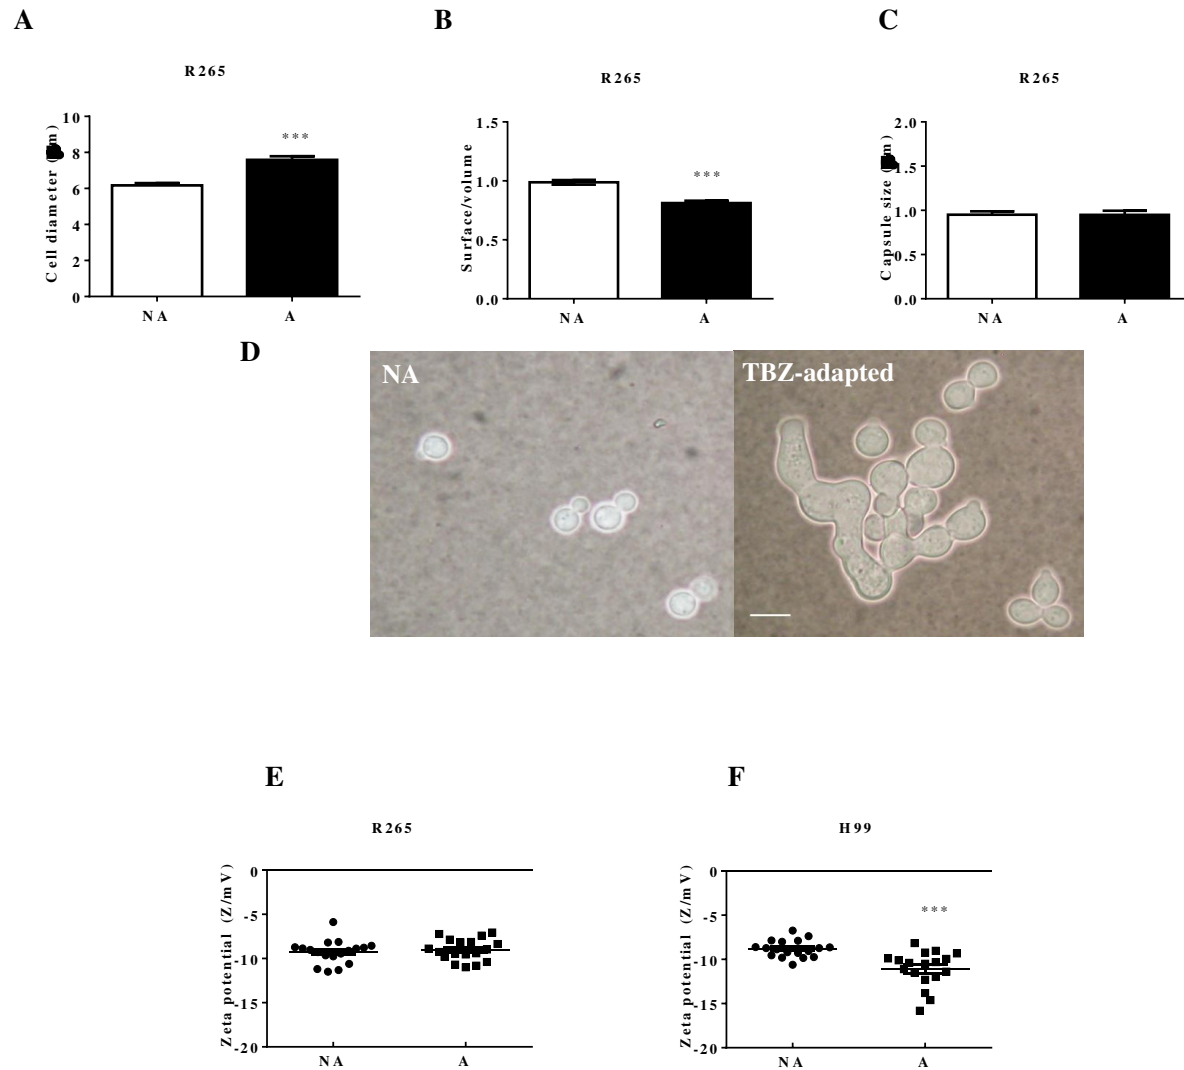 A
B
C
R265
R265
R265
Cell diameter ( m)
10
8
6
4
2
0
***
NA
A
Surface/volume
1.5
1.0
0.5
0.0
***
NA
A
Capsule size ( m)
2.0
1.5
1.0
0.5
0.0
NA
A
D
NA
TBZ-adapted
E
F
R265
H99
Zeta potential (Z/mV)
0
-5
-10
-15
-20
NA
A
Zeta potential (Z/mV)
0
-5
-10
-15
-20
***
NA
A